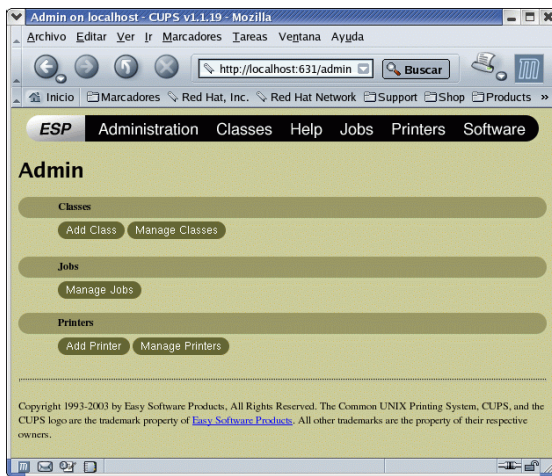 Admin on localhost - CUPS v1.1.19 - Mozilla
Archivo Editar Ver Ir Marcadores Tareas Ventana Ayuda
http://localhost:631/admin Buscar
Inicio Marcadores Red Hat, Inc. Red Hat Network Support Shop Products »
ESP Administration Classes Help Jobs Printers Software
Admin
Classes
Add Class Manage Classes
Jobs
Manage Jobs
Printers
Add Printer Manage Printers
Copyright 1993-2003 by Easy Software Products, All Rights Reserved. The Common UNIX Printing System, CUPS, and the
CUPS logo are the trademark property of Easy Software Products. All other trademarks are the property of their respective
owners.